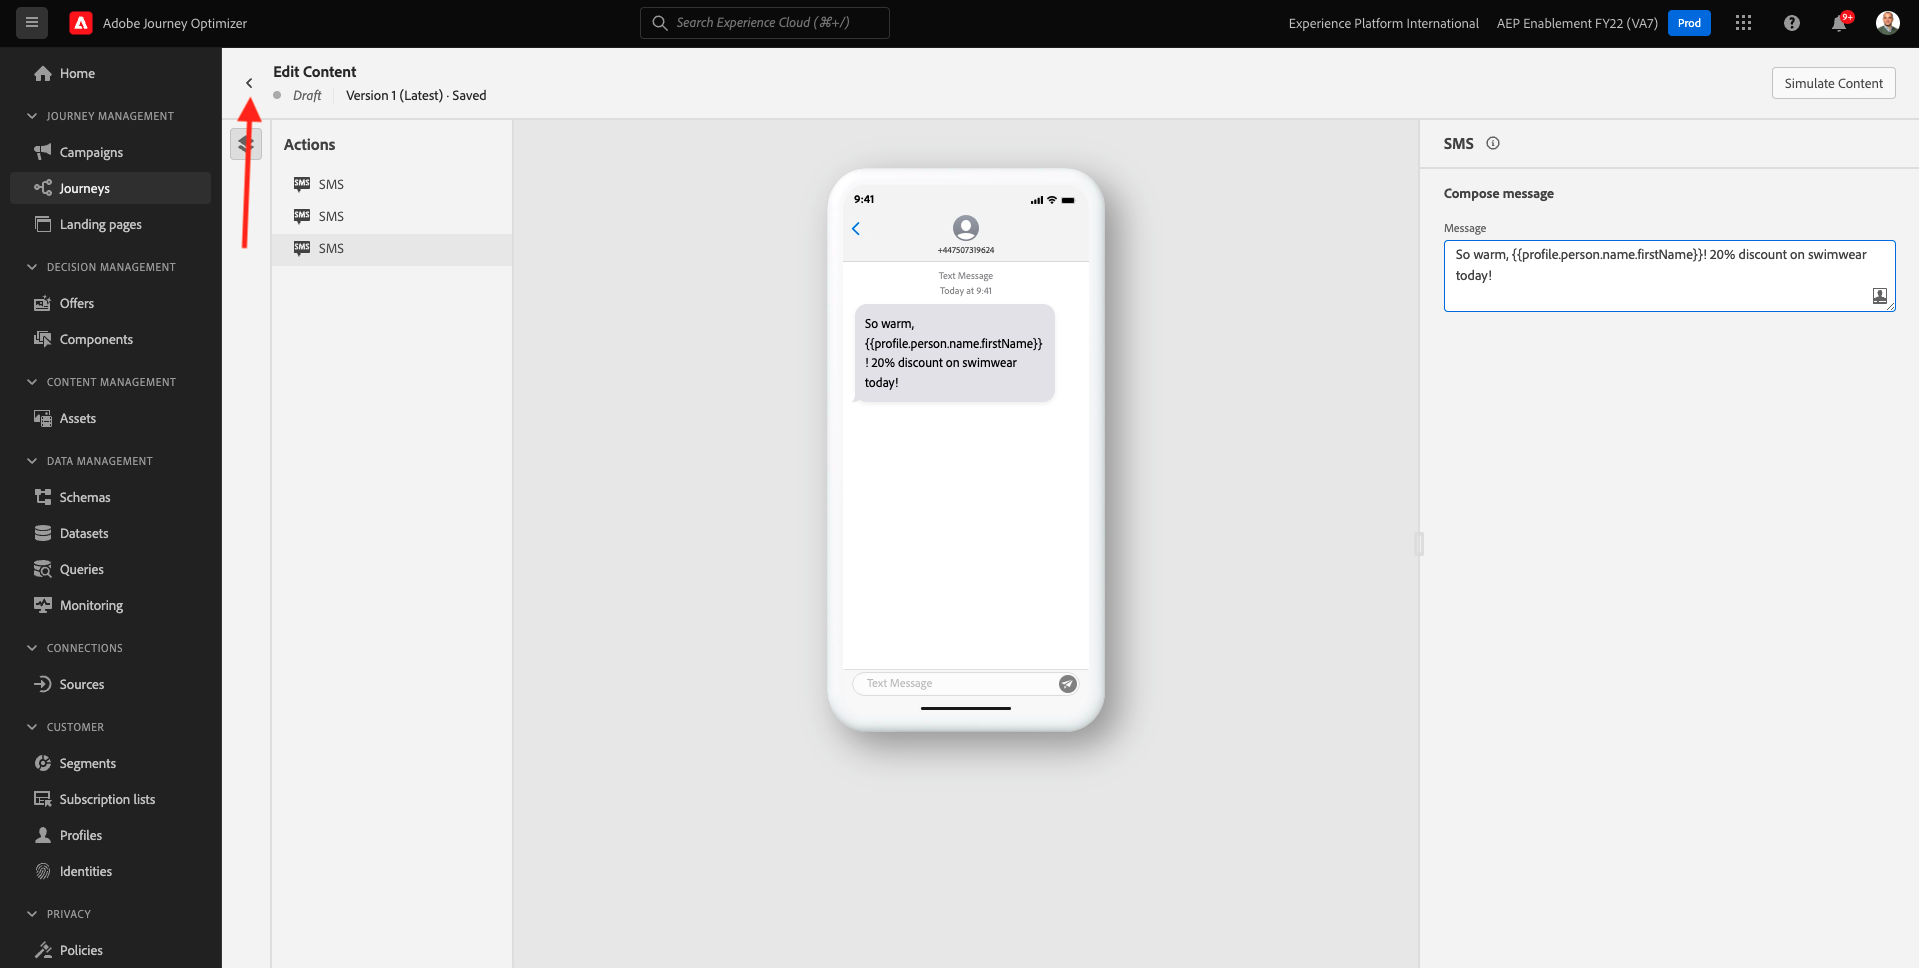 Adobe Journey Optimizer
Search Experience Cloud (⌘+/)
Experience Platform International
AEP Enablement FY22 (VA7)
Prod
9+
Home
JOURNEY MANAGEMENT
Campaigns
Journeys
Landing pages
DECISION MANAGEMENT
Offers
Components
CONTENT MANAGEMENT
Assets
DATA MANAGEMENT
Schemas
Datasets
Queries
Monitoring
CONNECTIONS
Sources
CUSTOMER
Segments
Subscription lists
Profiles
Identities
PRIVACY
Policies
Edit Content
Draft
Version 1 (Latest) · Saved
Simulate Content
Actions
SMS SMS
SMS SMS
SMS SMS
9:41
+447507319624
Text Message
Today at 9:41
So warm,
{{profile.person.name.firstName}}
! 20% discount on swimwear
today!
Text Message
SMS
Compose message
Message
So warm, {{profile.person.name.firstName}}! 20% discount on swimwear
today!